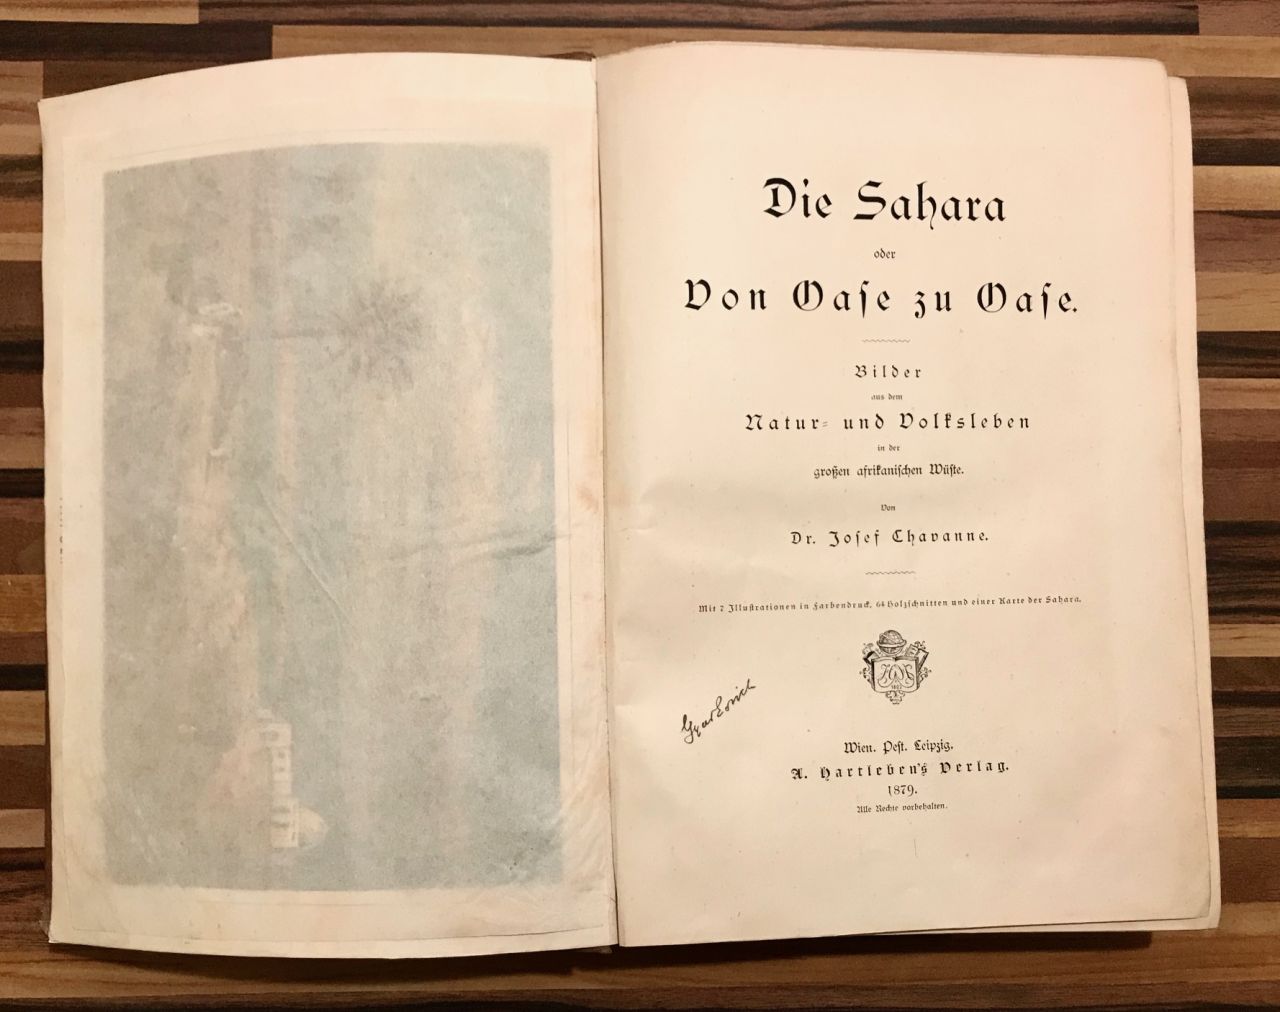 Die Sahara
oder
Von Oase zu Oase.
Bilder
aus dem
Natur- und Volksleben
in der
großen afrikanischen Wüste.
Von
Dr. Josef Chavanne.
Mit 7 Illustrationen in Farbendruck, 64 Holzschnitten und einer Karte der Sahara.
Wien. Pest. Leipzig.
A. Hartleben's Verlag.
1879.
Alle Rechte vorbehalten.